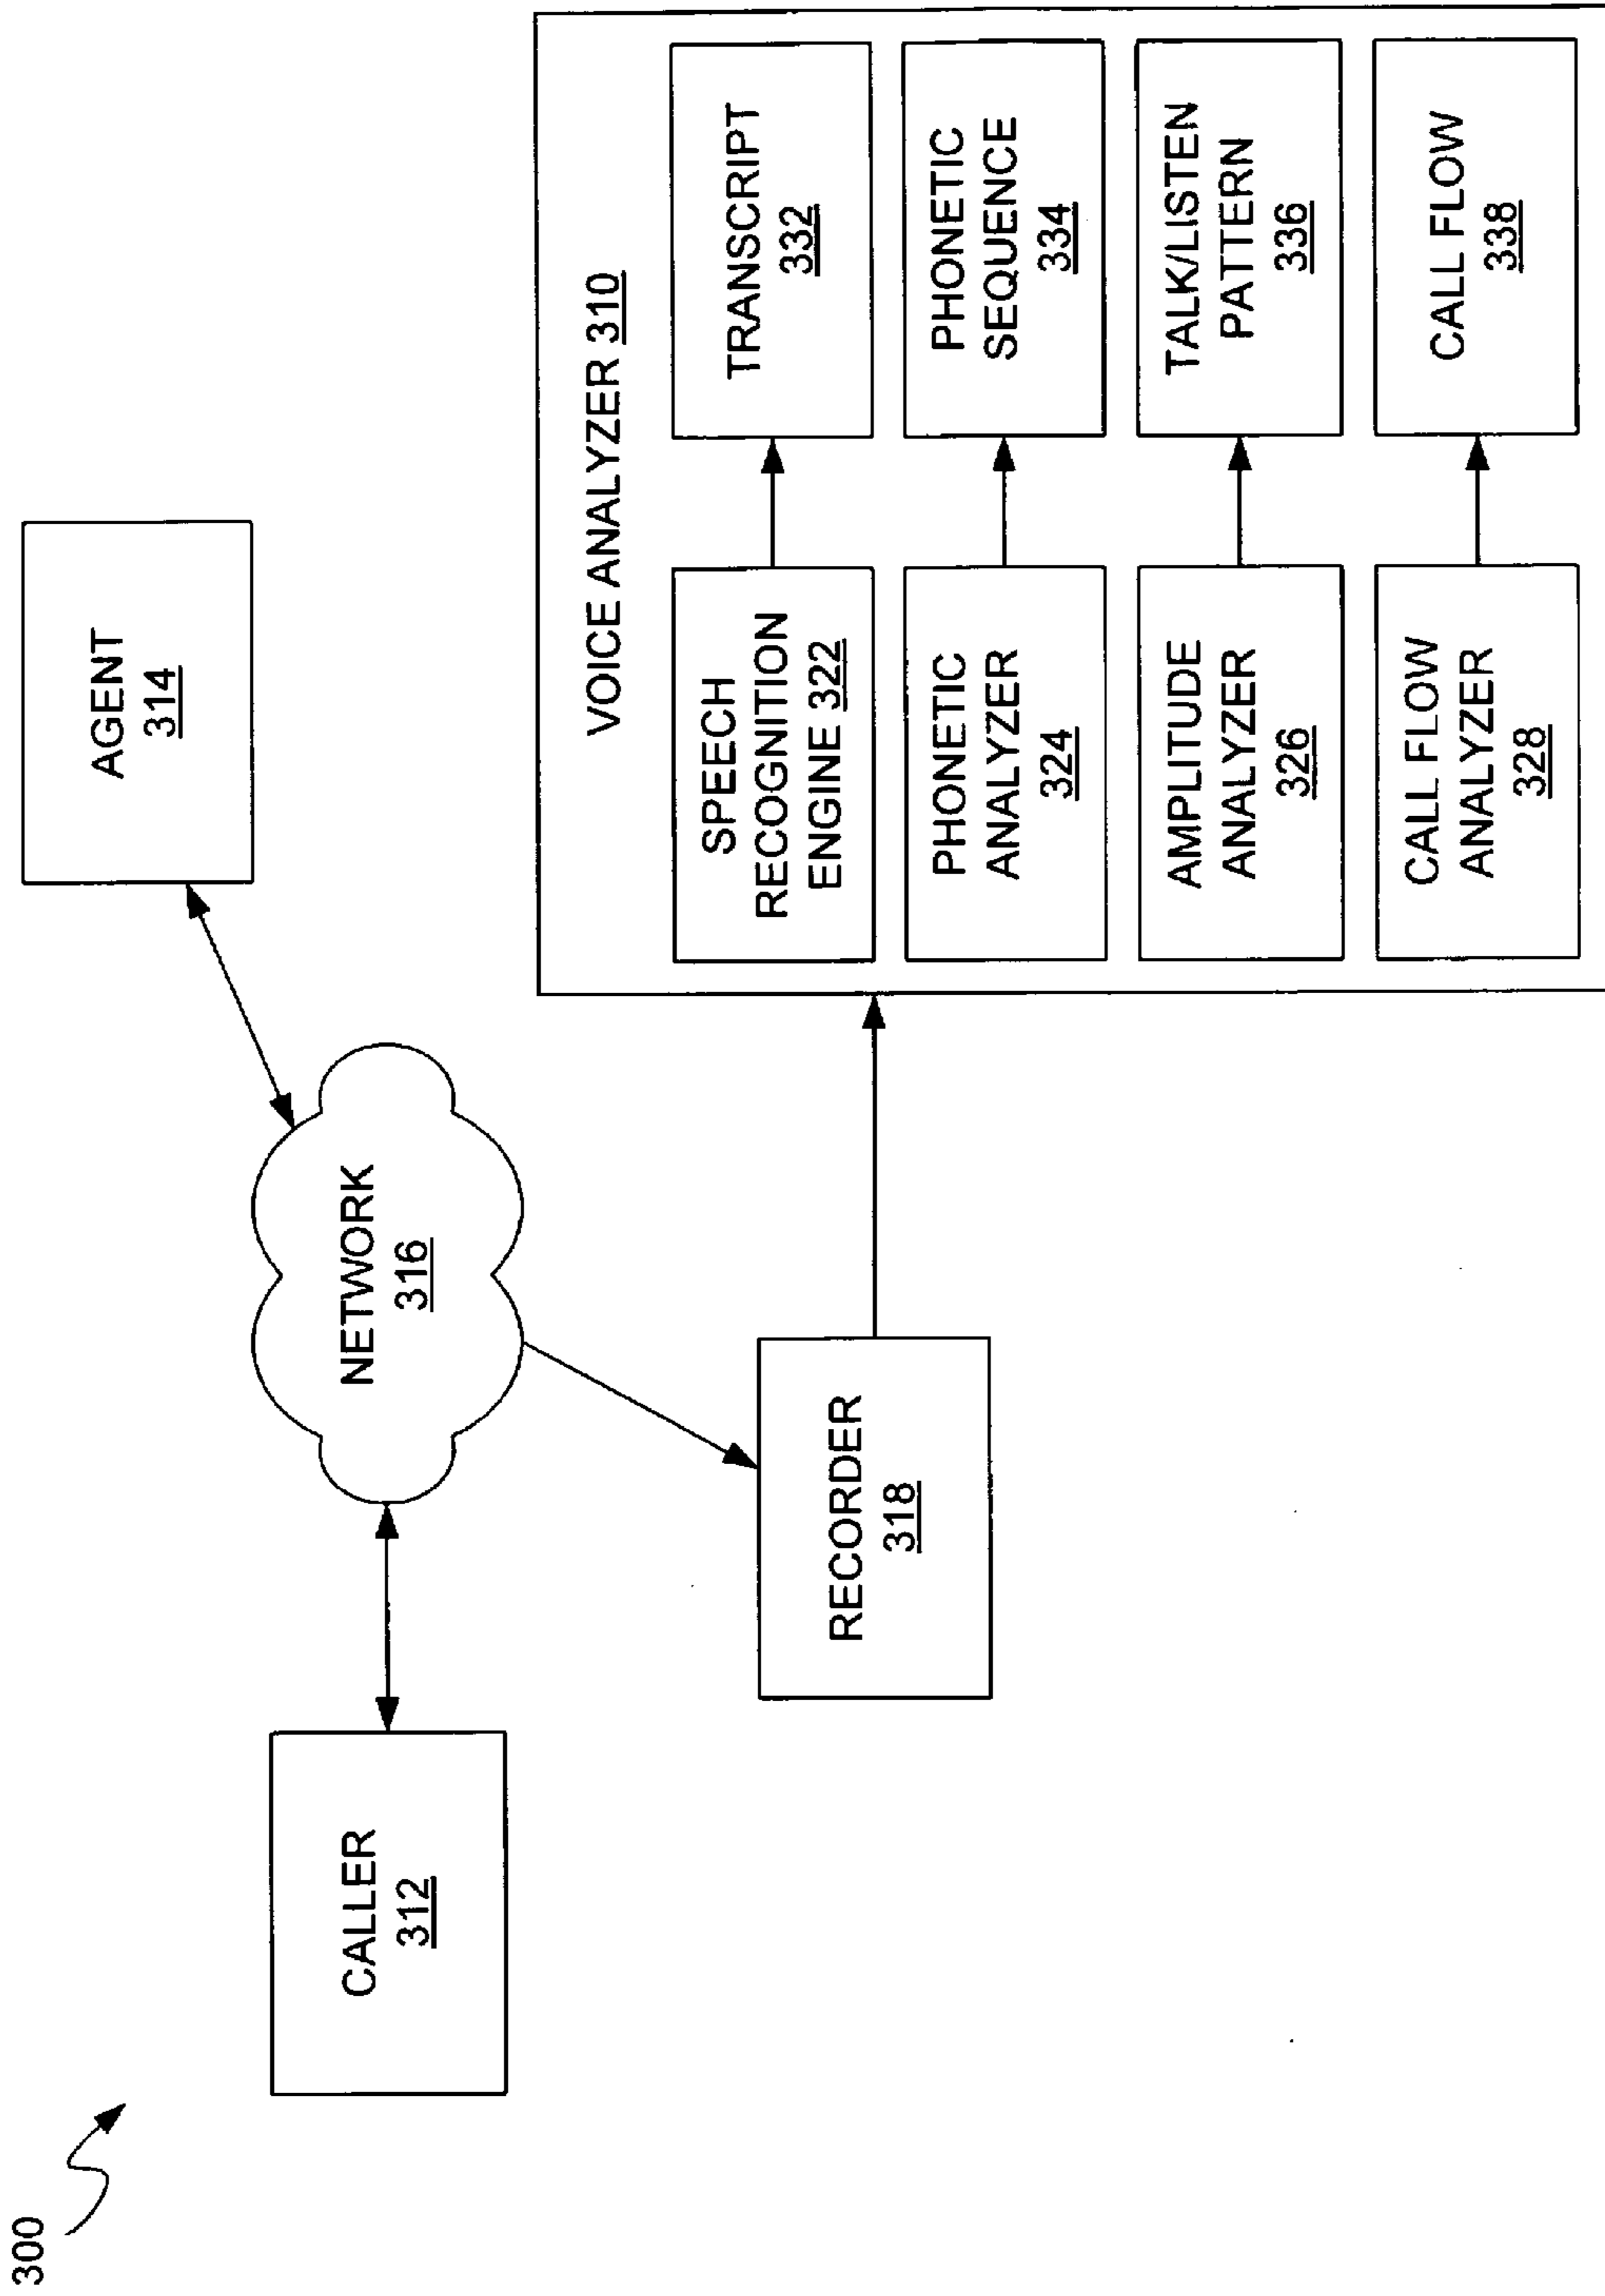 300
CALLER
312
NETWORK
316
AGENT
314
RECORDER
318
VOICE ANALYZER 310
SPEECH
RECOGNITION
ENGINE 322
TRANSCRIPT
332
PHONETIC
ANALYZER
324
PHONETIC
SEQUENCE
334
AMPLITUDE
ANALYZER
326
TALK/LISTEN
PATTERN
336
CALL FLOW
ANALYZER
328
CALL FLOW
338